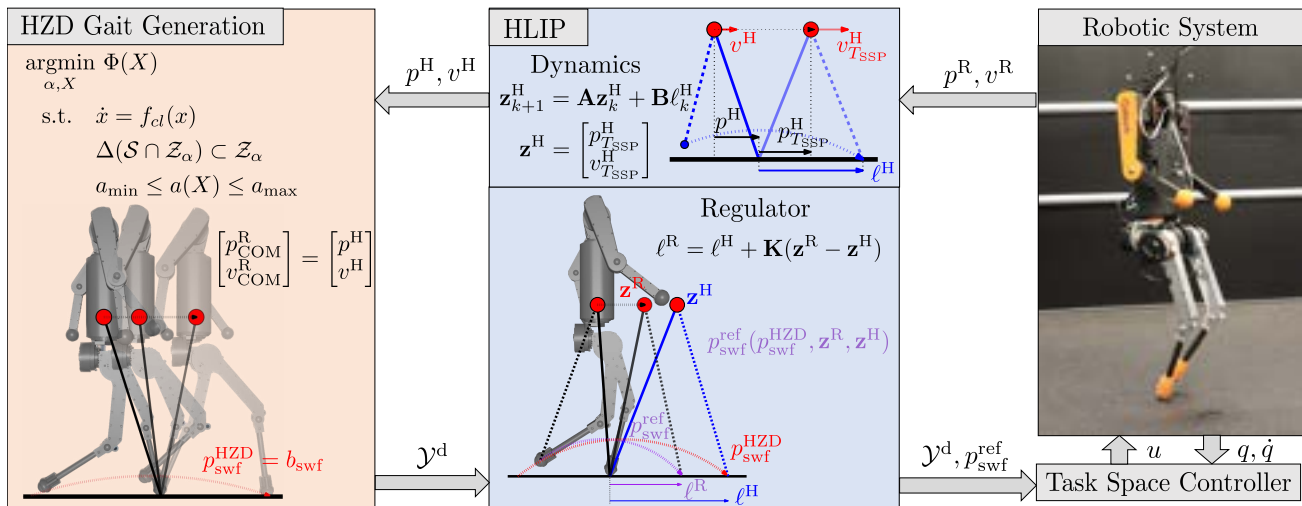 HZD Gait Generation
argmin Φ(X)
α,X
s.t. ẋ = f_cl(x)
Δ(𝒮 ∩ 𝒵_α) ⊂ 𝒵_α
a_min ≤ a(X) ≤ a_max
[p^R_COM v^R_COM] = [p^H v^H]
p^HZD_swf = b_swf
p^H, v^H
𝒴^d
HLIP
Dynamics
z^H_{k+1} = Az^H_k + Bℓ^H_k
z^H = [p^H_{T_SSP} v^H_{T_SSP}]
v^H
v^H_{T_SSP}
p^H
p^H_{T_SSP}
ℓ^H
Regulator
ℓ^R = ℓ^H + K(z^R − z^H)
z^R
z^H
p^ref_swf(p^HZD_swf, z^R, z^H)
p^ref_swf
p^HZD_swf
ℓ^R
ℓ^H
p^R, v^R
𝒴^d, p^ref_swf
Robotic System
u
q, q̇
Task Space Controller